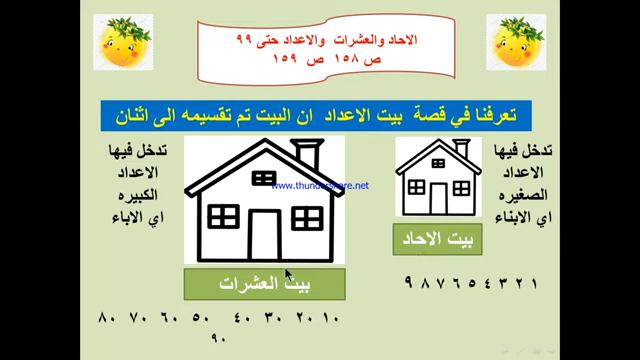 الاحاد والعشرات والاعداد حتى ٩٩
ص ١٥٨ ص ١٥٩
تعرفنا في قصة بيت الاعداد ان البيت تم تقسيمه الى اثنان
تدخل فيها
الاعداد
الصغيره
اي الابناء
بيت الاحاد
١ ٢ ٣ ٤ ٥ ٦ ٧ ٨ ٩
تدخل فيها
الاعداد
الكبيره
اي الاباء
www.thundershare.net
بيت العشرات
١٠ ٢٠ ٣٠ ٤٠ ٥٠ ٦٠ ٧٠ ٨٠
٩٠